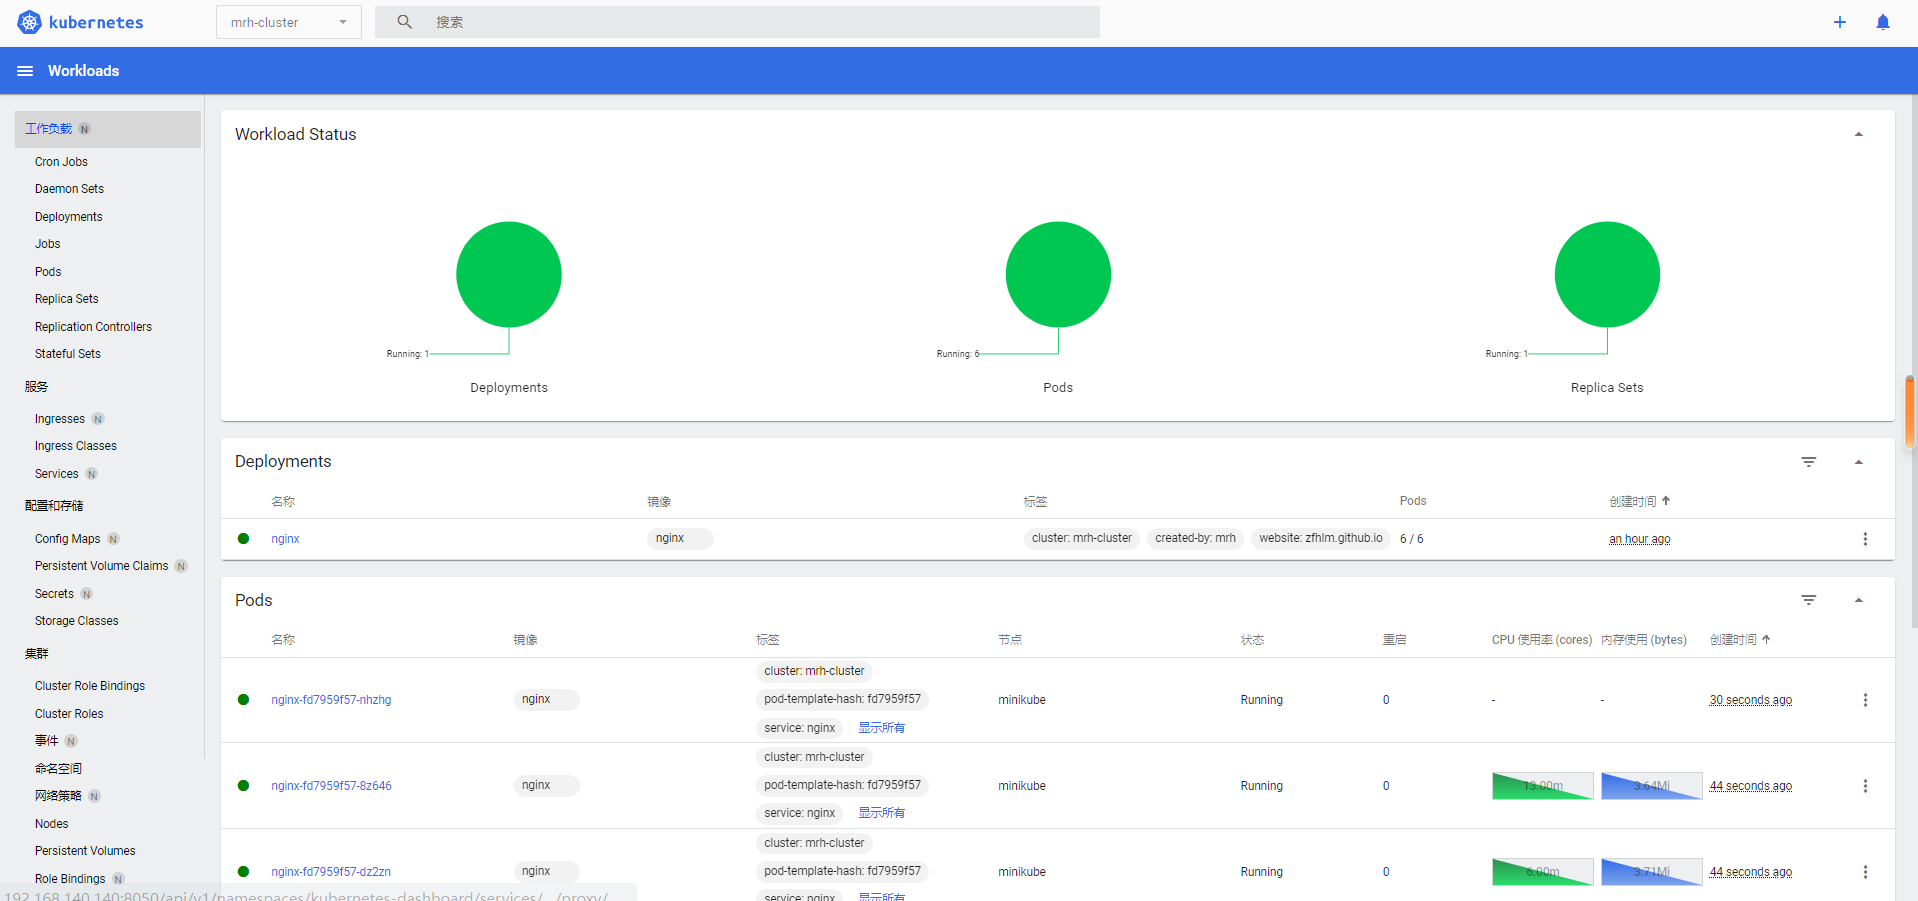 kubernetes
mrh-cluster
搜索
Workloads
工作负载 N
Cron Jobs
Daemon Sets
Deployments
Jobs
Pods
Replica Sets
Replication Controllers
Stateful Sets
服务
Ingresses N
Ingress Classes
Services N
配置和存储
Config Maps N
Persistent Volume Claims N
Secrets N
Storage Classes
集群
Cluster Role Bindings
Cluster Roles
事件 N
命名空间
网络策略 N
Nodes
Persistent Volumes
Role Bindings N
Workload Status
Running: 1
Running: 6
Running: 1
Deployments
Pods
Replica Sets
Deployments
名称 镜像 标签 Pods 创建时间
nginx nginx cluster: mrh-cluster created-by: mrh website: zfhlm.github.io 6 / 6 an hour ago
Pods
名称 镜像 标签 节点 状态 重启 CPU 使用率 (cores) 内存使用 (bytes) 创建时间
cluster: mrh-cluster
nginx-fd7959f57-nhzhg nginx pod-template-hash: fd7959f57 minikube Running 0 - - 30 seconds ago
service: nginx 显示所有
cluster: mrh-cluster
nginx-fd7959f57-8z646 nginx pod-template-hash: fd7959f57 minikube Running 0 13.00m 3.64Mi 44 seconds ago
service: nginx 显示所有
cluster: mrh-cluster
nginx-fd7959f57-dz2zn nginx pod-template-hash: fd7959f57 minikube Running 0 6.00m 3.71Mi 44 seconds ago
service: nginx 显示所有
192.168.140.140:8050/api/v1/namespaces/kubernetes-dashboard/services/.../proxy/